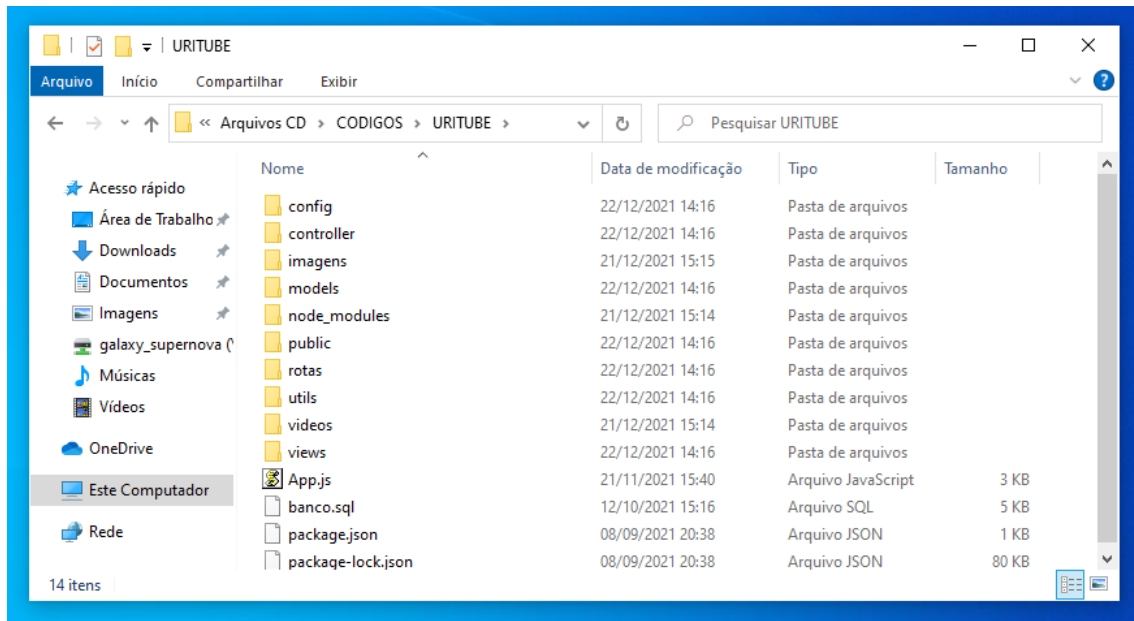 URITUBE
Arquivo Início Compartilhar Exibir
« Arquivos CD > CODIGOS > URITUBE > Pesquisar URITUBE
Nome Data de modificação Tipo Tamanho
Acesso rápido
Área de Trabalho
Downloads
Documentos
Imagens
galaxy_supernova ('
Músicas
Vídeos
OneDrive
Este Computador
Rede
config 22/12/2021 14:16 Pasta de arquivos
controller 22/12/2021 14:16 Pasta de arquivos
imagens 21/12/2021 15:15 Pasta de arquivos
models 22/12/2021 14:16 Pasta de arquivos
node_modules 21/12/2021 15:14 Pasta de arquivos
public 22/12/2021 14:16 Pasta de arquivos
rotas 22/12/2021 14:16 Pasta de arquivos
utils 22/12/2021 14:16 Pasta de arquivos
videos 21/12/2021 15:14 Pasta de arquivos
views 22/12/2021 14:16 Pasta de arquivos
App.js 21/11/2021 15:40 Arquivo JavaScript 3 KB
banco.sql 12/10/2021 15:16 Arquivo SQL 5 KB
package.json 08/09/2021 20:38 Arquivo JSON 1 KB
package-lock.json 08/09/2021 20:38 Arquivo JSON 80 KB
14 itens